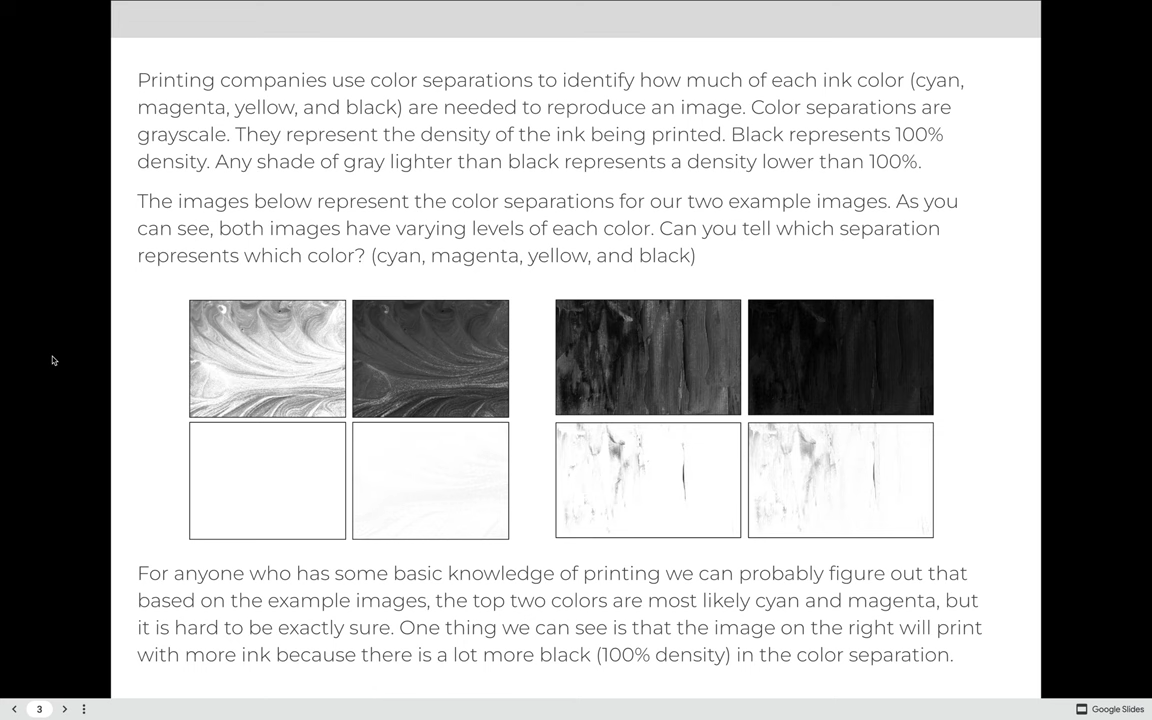 Printing companies use color separations to identify how much of each ink color (cyan,
magenta, yellow, and black) are needed to reproduce an image. Color separations are
grayscale. They represent the density of the ink being printed. Black represents 100%
density. Any shade of gray lighter than black represents a density lower than 100%.
The images below represent the color separations for our two example images. As you
can see, both images have varying levels of each color. Can you tell which separation
represents which color? (cyan, magenta, yellow, and black)
For anyone who has some basic knowledge of printing we can probably figure out that
based on the example images, the top two colors are most likely cyan and magenta, but
it is hard to be exactly sure. One thing we can see is that the image on the right will print
with more ink because there is a lot more black (100% density) in the color separation.
3
Google Slides